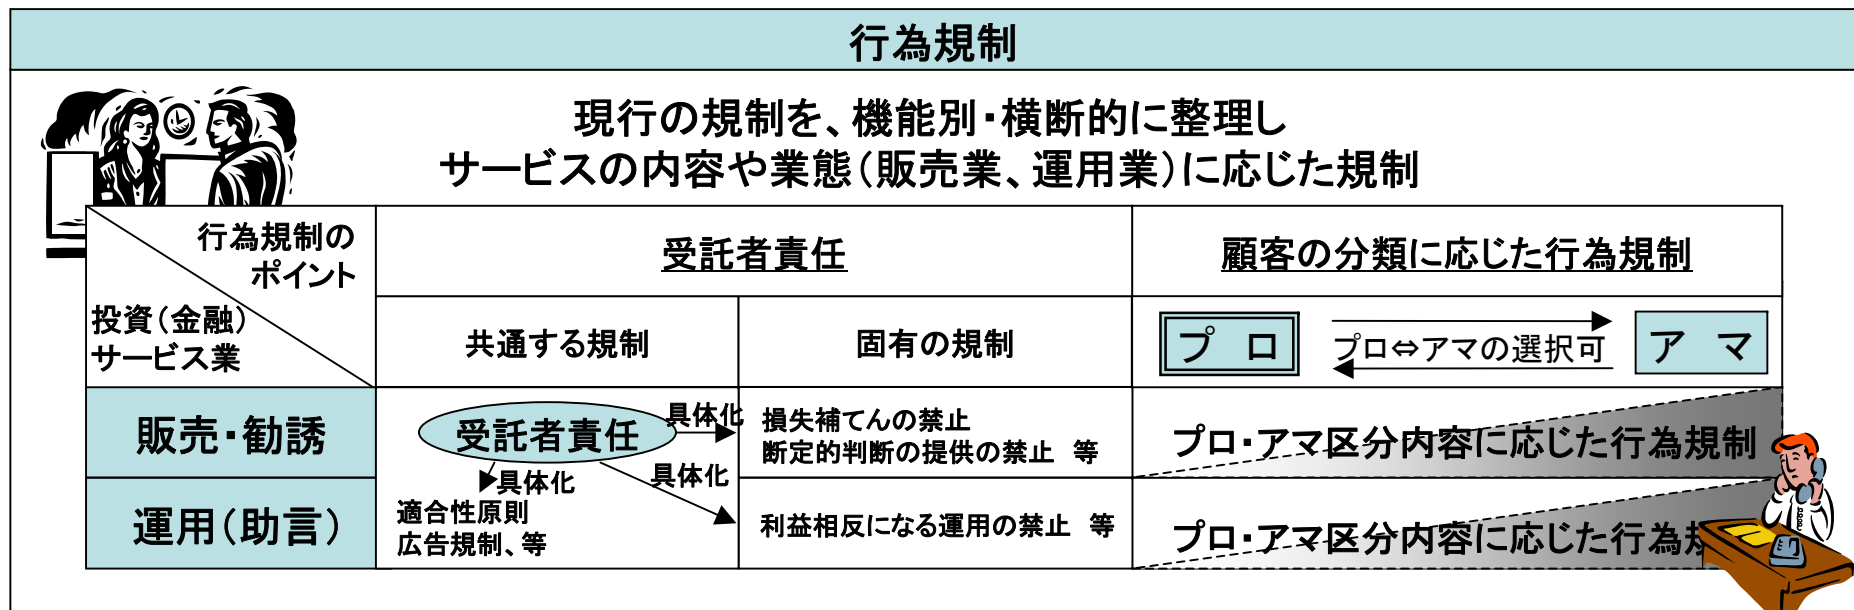 行為規制
現行の規制を、機能別・横断的に整理し
サービスの内容や業態（販売業、運用業）に応じた規制
行為規制の
ポイント
投資（金融）
サービス業
受託者責任
顧客の分類に応じた行為規制
共通する規制
固有の規制
プ　ロ
プロ⇔アマの選択可
ア　マ
販売・勧誘
受託者責任
具体化
損失補てんの禁止
断定的判断の提供の禁止　等
プロ・アマ区分内容に応じた行為規制
運用（助言）
具体化
具体化
適合性原則
広告規制、等
利益相反になる運用の禁止　等
プロ・アマ区分内容に応じた行為規